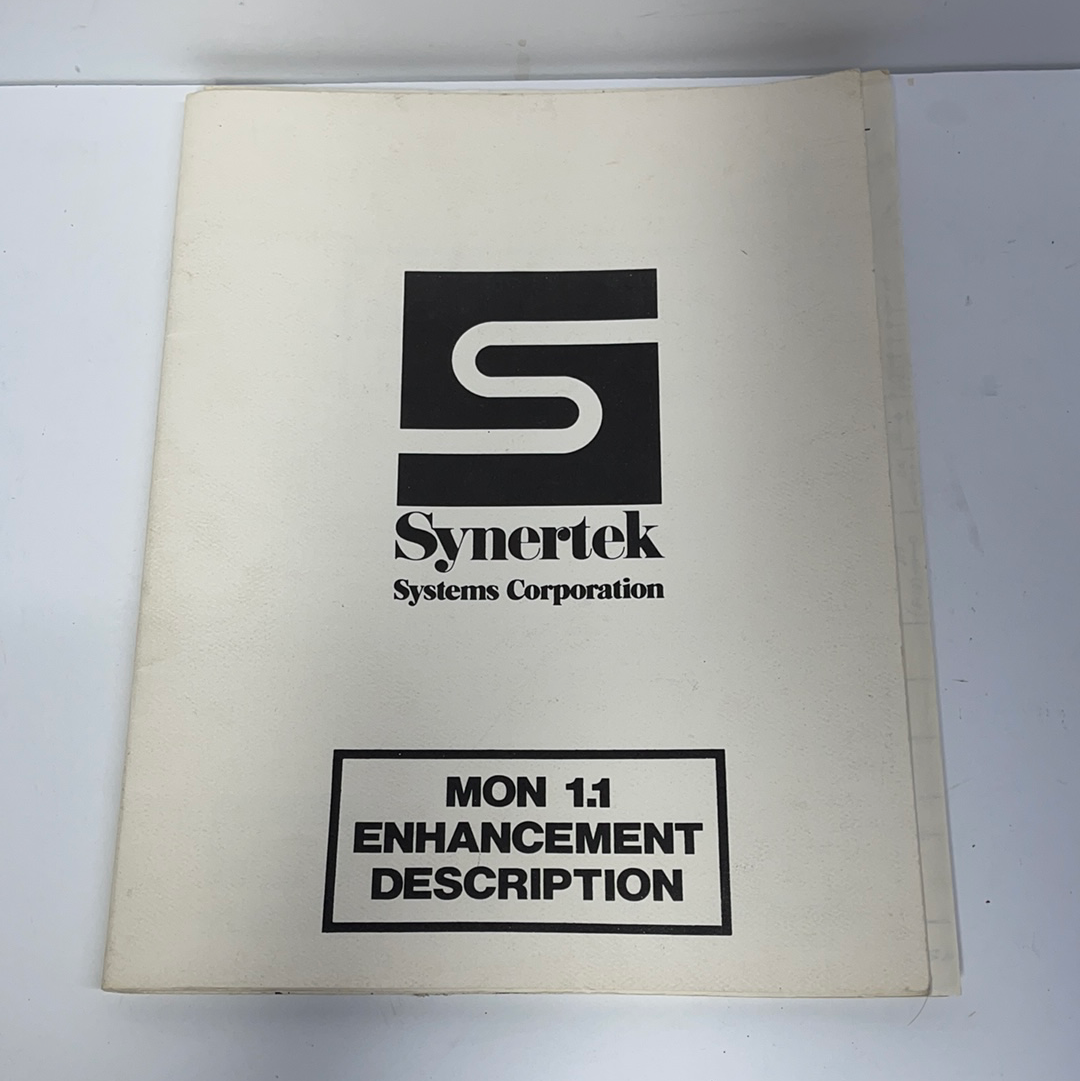 Synertek
Systems Corporation
MON 1.1
ENHANCEMENT
DESCRIPTION